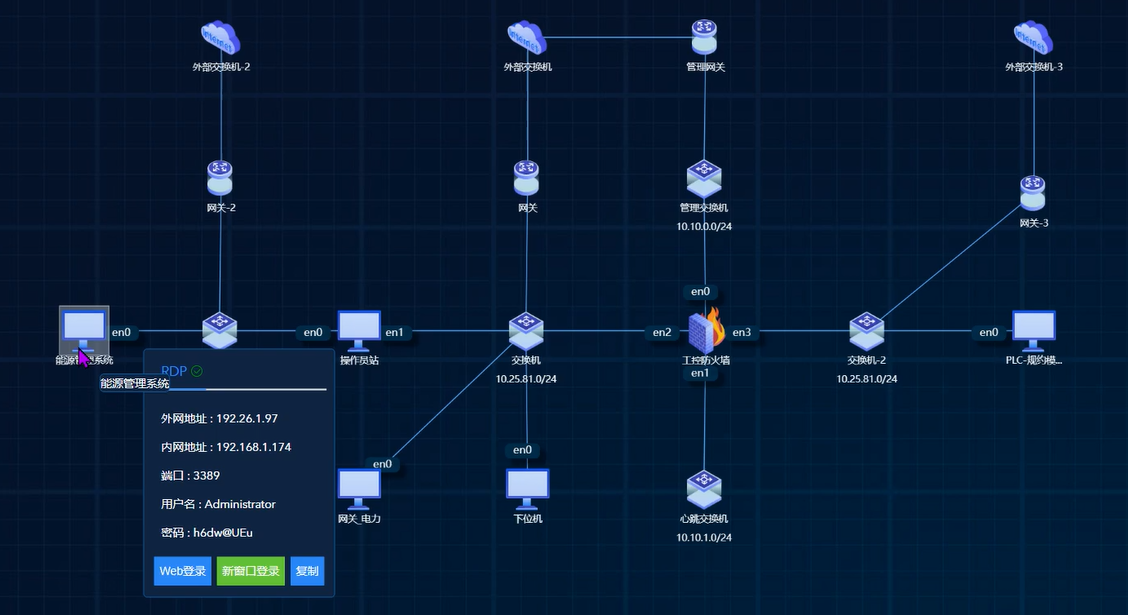 Internet
Internet
Internet
外部交换机-2
外部交换机
管理网关
外部交换机-3
网关-2
网关
管理交换机
10.10.0.0/24
网关-3
en0
en0
en0
en1
en2
en3
en0
能源管理系统
操作员站
交换机
10.25.81.0/24
工控防火墙
en1
交换机-2
10.25.81.0/24
PLC-规约模...
RDP
能源管理系统
外网地址 : 192.26.1.97
内网地址 : 192.168.1.174
端口 : 3389
用户名 : Administrator
密码 : h6dw@UEu
Web登录
新窗口登录
复制
en0
en0
网关_电力
下位机
心跳交换机
10.10.1.0/24